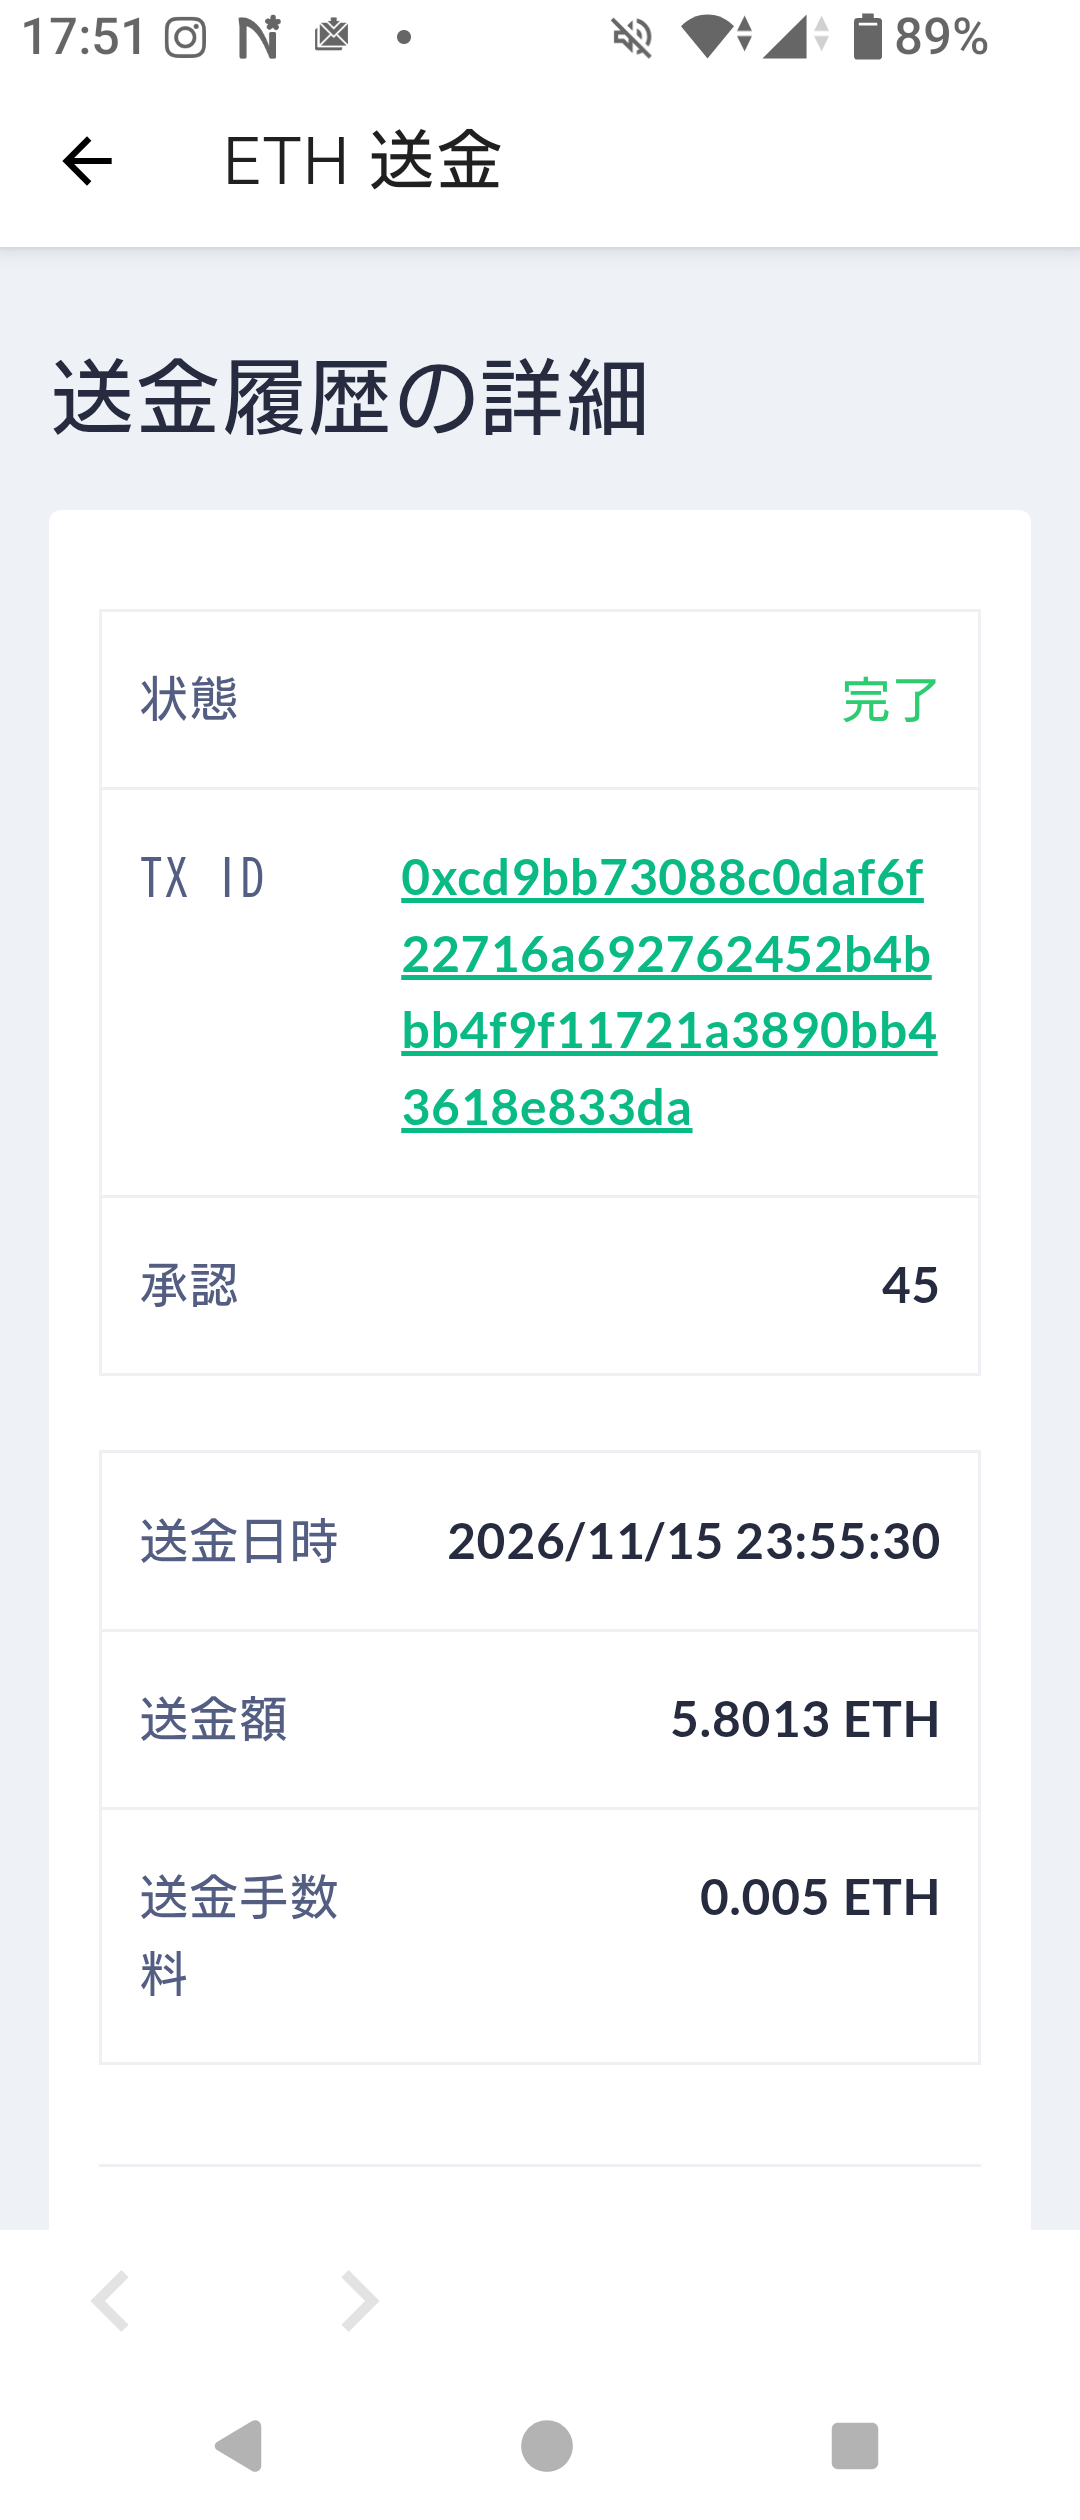 17:51 89%
ETH 送金
送金履歴の詳細
状態 完了
TX ID 0xcd9bb73088c0daf6f
22716a692762452b4b
bb4f9f11721a3890bb4
3618e833da
承認 45
送金日時 2026/11/15 23:55:30
送金額 5.8013 ETH
送金手数 0.005 ETH
料